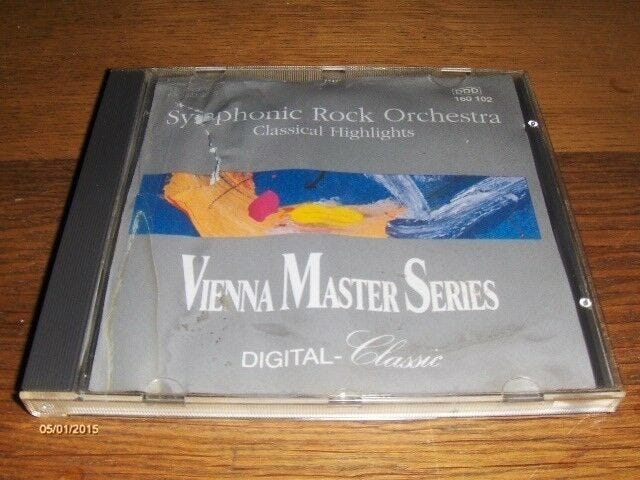 DDD
160 102
Symphonic Rock Orchestra
Classical Highlights
VIENNA MASTER SERIES
DIGITAL-Classic
05/01/2015